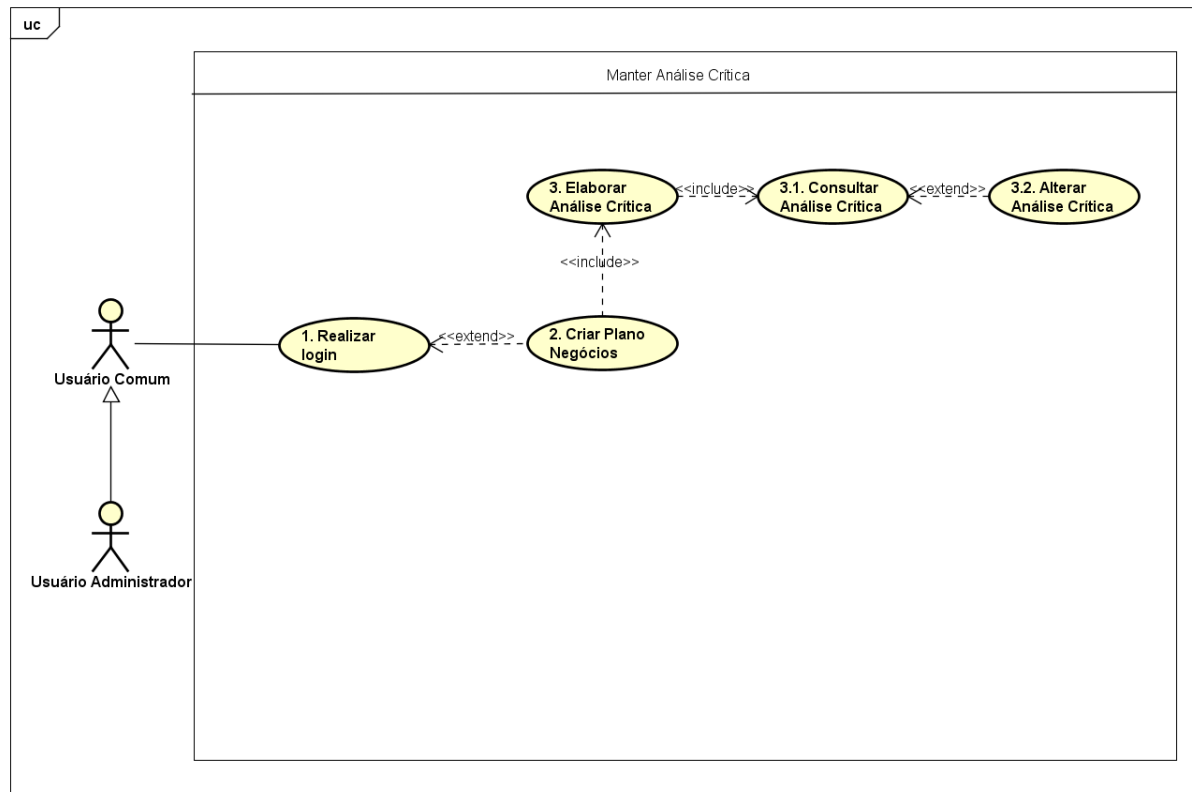 uc
Manter Análise Crítica
3. Elaborar
Análise Crítica
<<include>>
3.1. Consultar
Análise Crítica
<<extend>>
3.2. Alterar
Análise Crítica
<<include>>
1. Realizar
login
<<extend>>
2. Criar Plano
Negócios
Usuário Comum
Usuário Administrador